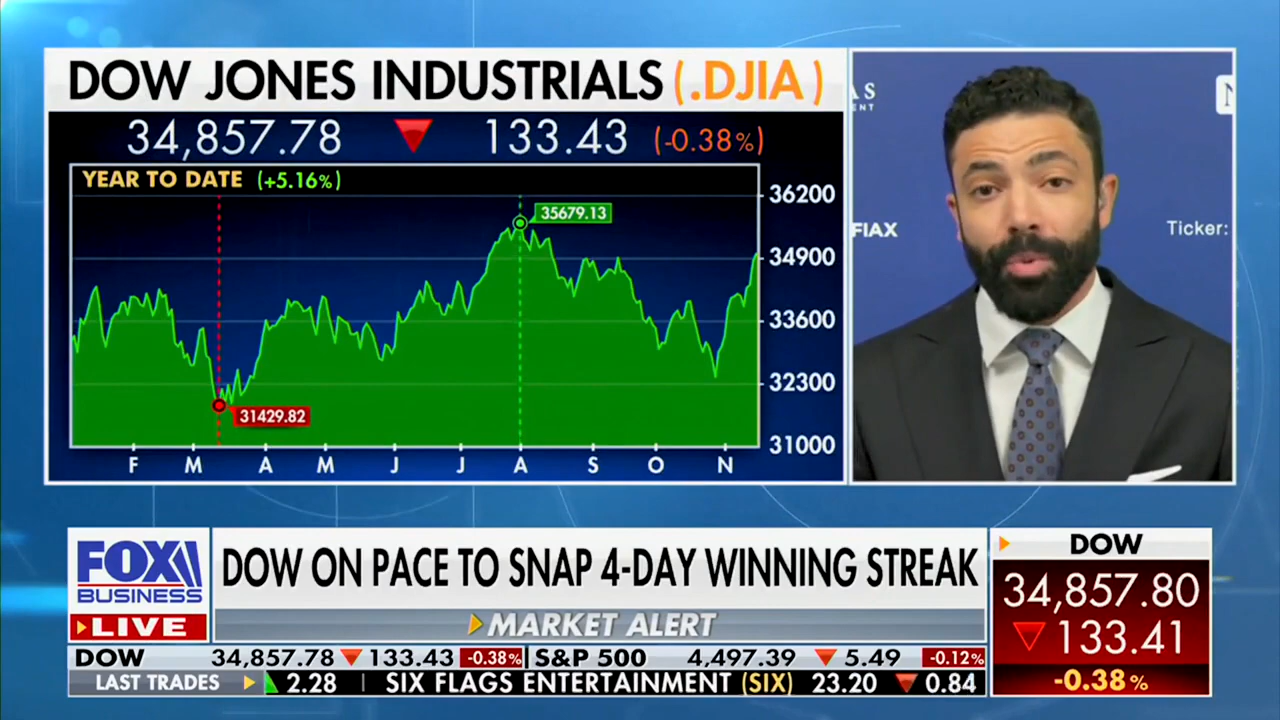 DOW JONES INDUSTRIALS (.DJIA)
34,857.78 ▼ 133.43 (-0.38%)
YEAR TO DATE (+5.16%)
36200
35679.13
34900
33600
32300
31429.82
31000
F M A M J J A S O N
AS
ENT
FIAX
Ticker:
FOX
BUSINESS
LIVE
DOW ON PACE TO SNAP 4-DAY WINNING STREAK
MARKET ALERT
DOW
34,857.80
▼ 133.41
-0.38%
DOW 34,857.78 ▼ 133.43 -0.38% S&P 500 4,497.39 ▼ 5.49 -0.12%
LAST TRADES ▲ 2.28 | SIX FLAGS ENTERTAINMENT (SIX) 23.20 ▼ 0.84